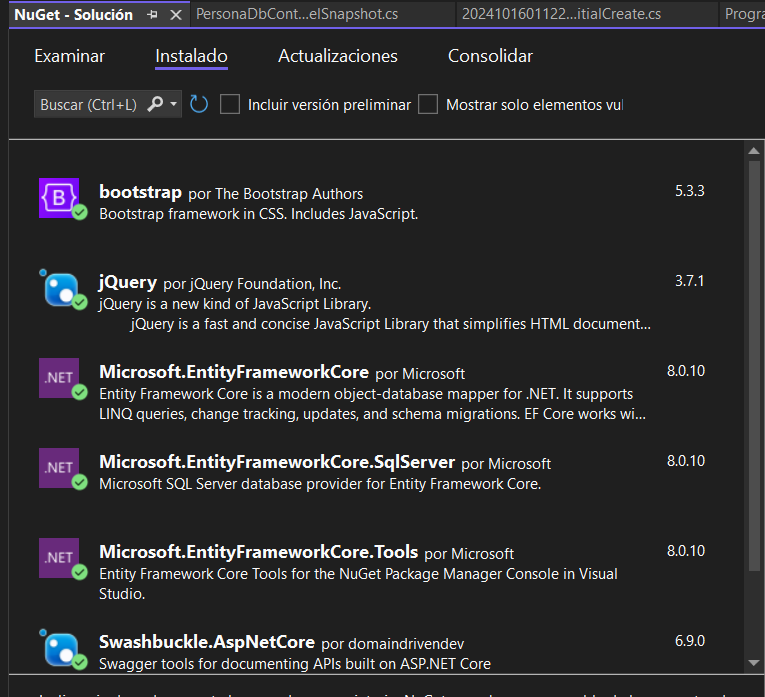 NuGet - Solución
PersonaDbCont...elSnapshot.cs
2024101601122...itialCreate.cs
Progra
Examinar
Instalado
Actualizaciones
Consolidar
Buscar (Ctrl+L)
Incluir versión preliminar
Mostrar solo elementos vul
{B}
bootstrap por The Bootstrap Authors
5.3.3
Bootstrap framework in CSS. Includes JavaScript.
jQuery por jQuery Foundation, Inc.
3.7.1
jQuery is a new kind of JavaScript Library.
jQuery is a fast and concise JavaScript Library that simplifies HTML document...
.NET
Microsoft.EntityFrameworkCore por Microsoft
8.0.10
Entity Framework Core is a modern object-database mapper for .NET. It supports
LINQ queries, change tracking, updates, and schema migrations. EF Core works wi...
.NET
Microsoft.EntityFrameworkCore.SqlServer por Microsoft
8.0.10
Microsoft SQL Server database provider for Entity Framework Core.
.NET
Microsoft.EntityFrameworkCore.Tools por Microsoft
8.0.10
Entity Framework Core Tools for the NuGet Package Manager Console in Visual
Studio.
Swashbuckle.AspNetCore por domaindrivendev
6.9.0
Swagger tools for documenting APIs built on ASP.NET Core